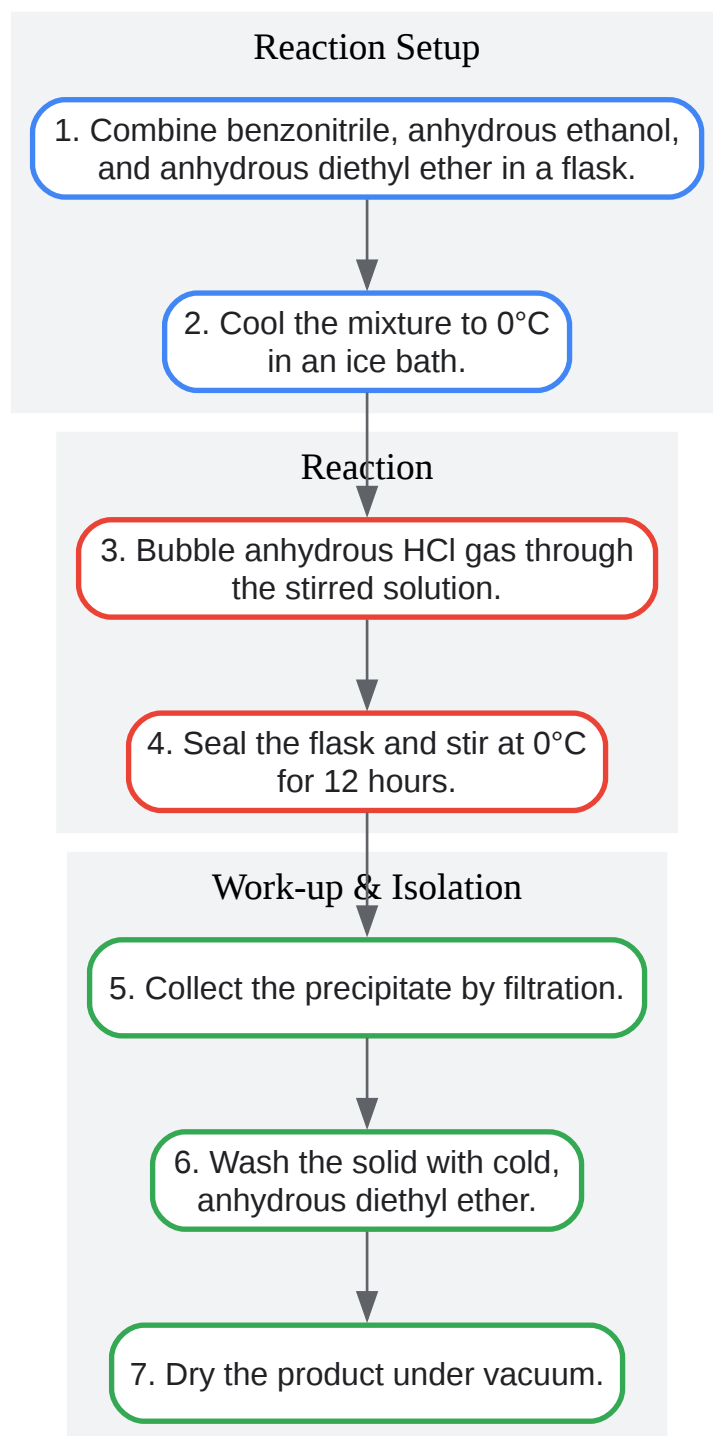 Reaction Setup
1. Combine benzonitrile, anhydrous ethanol,
and anhydrous diethyl ether in a flask.
2. Cool the mixture to 0°C
in an ice bath.
Reaction
3. Bubble anhydrous HCl gas through
the stirred solution.
4. Seal the flask and stir at 0°C
for 12 hours.
Work-up & Isolation
5. Collect the precipitate by filtration.
6. Wash the solid with cold,
anhydrous diethyl ether.
7. Dry the product under vacuum.